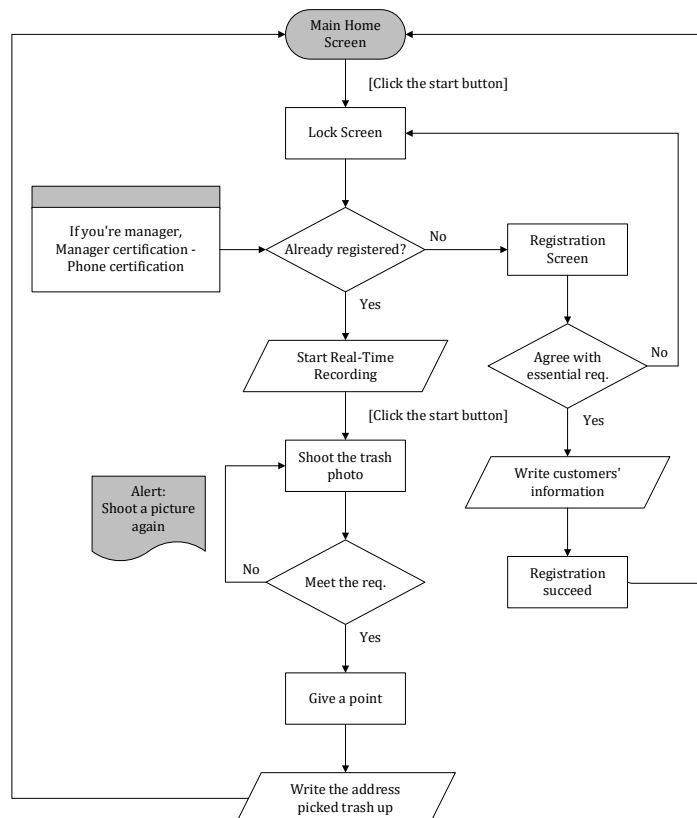 Main Home
Screen
[Click the start button]
Lock Screen
If you're manager,
Manager certification -
Phone certification
Already registered?
No
Registration
Screen
Yes
Start Real-Time
Recording
Agree with
essential req.
No
[Click the start button]
Yes
Shoot the trash
photo
Write customers'
information
Alert:
Shoot a picture
again
No
Meet the req.
Registration
succeed
Yes
Give a point
Write the address
picked trash up